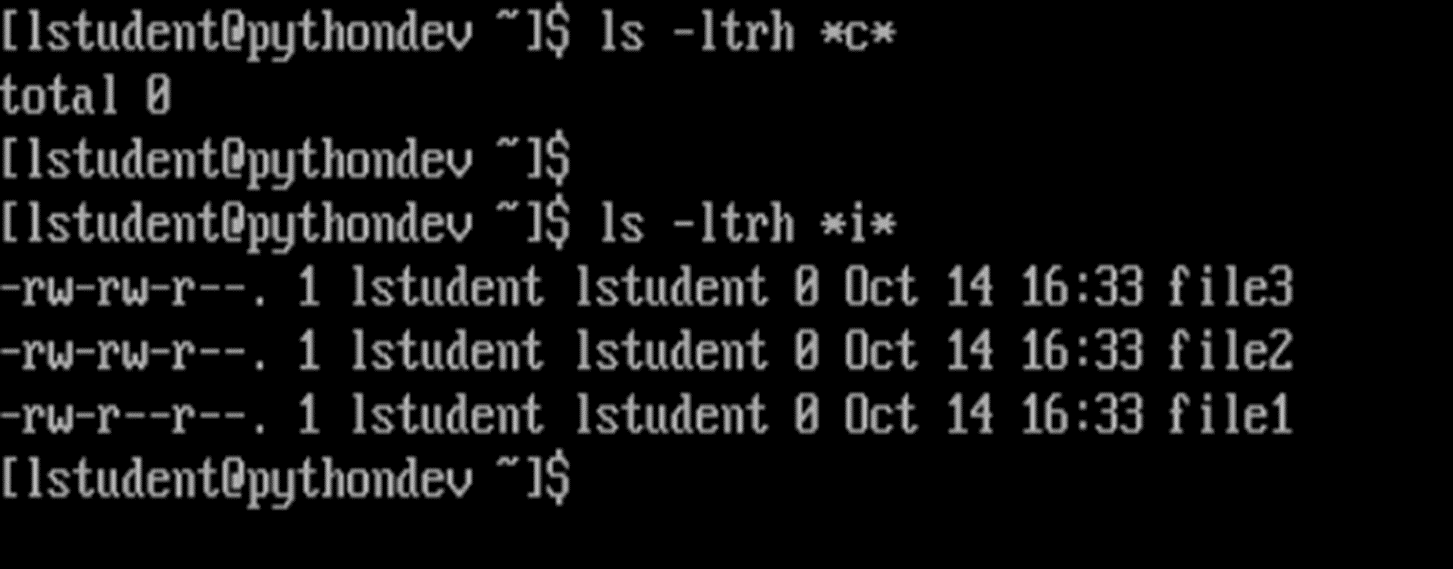 [lstudent@pythondev ~]$ ls -ltrh *c*
total 0
[lstudent@pythondev ~]$
[lstudent@pythondev ~]$ ls -ltrh *i*
-rw-rw-r--. 1 lstudent lstudent 0 Oct 14 16:33 file3
-rw-rw-r--. 1 lstudent lstudent 0 Oct 14 16:33 file2
-rw-r--r--. 1 lstudent lstudent 0 Oct 14 16:33 file1
[lstudent@pythondev ~]$